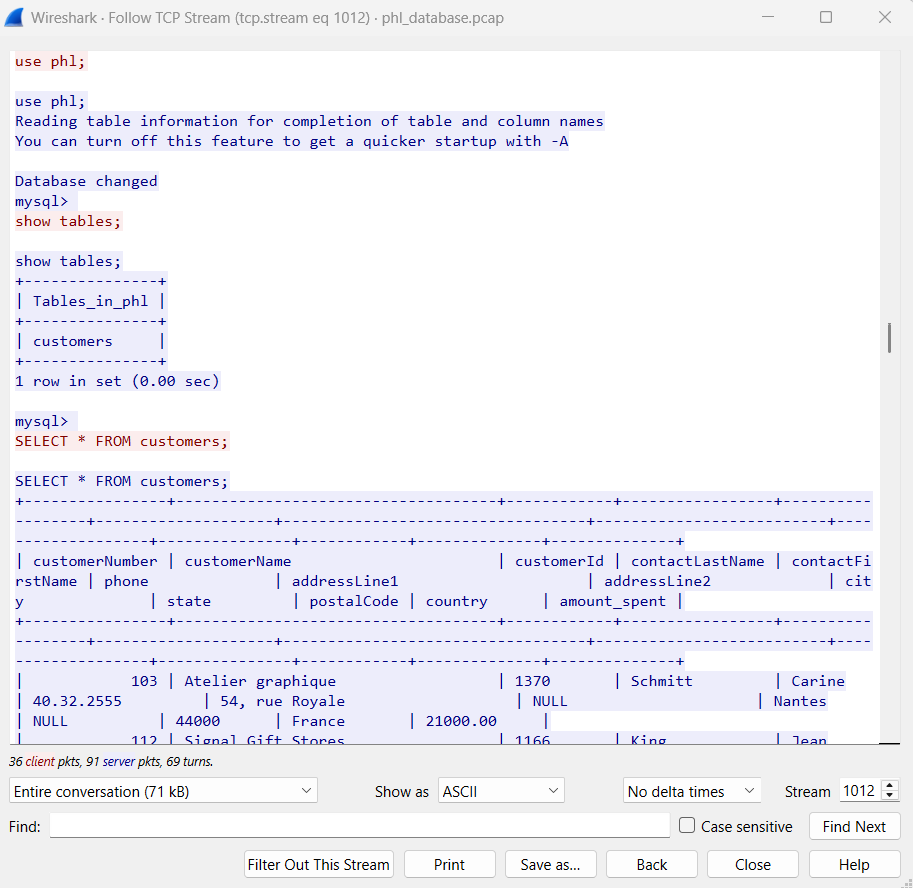 Wireshark · Follow TCP Stream (tcp.stream eq 1012) · phl_database.pcap
use phl;
use phl;
Reading table information for completion of table and column names
You can turn off this feature to get a quicker startup with -A
Database changed
mysql>
show tables;
show tables;
+---------------+
| Tables_in_phl |
+---------------+
| customers     |
+---------------+
1 row in set (0.00 sec)
mysql>
SELECT * FROM customers;
SELECT * FROM customers;
+----------------+------------------------------------+------------+-----------------+----------
--------+--------------------+----------------------------------+--------------------------+----
---------------+---------------+------------+--------------+--------------+
| customerNumber | customerName                       | customerId | contactLastName | contactFi
rstName | phone              | addressLine1                     | addressLine2             | cit
y              | state         | postalCode | country      | amount_spent |
+----------------+------------------------------------+------------+-----------------+----------
--------+--------------------+----------------------------------+--------------------------+----
---------------+---------------+------------+--------------+--------------+
|            103 | Atelier graphique                  | 1370       | Schmitt         | Carine
| 40.32.2555         | 54, rue Royale                   | NULL                     | Nantes
| NULL          | 44000      | France       | 21000.00     |
|            112 | Signal Gift Stores                 | 1166       | King            | Jean
36 client pkts, 91 server pkts, 69 turns.
Entire conversation (71 kB) Show as ASCII No delta times Stream 1012
Find: Case sensitive Find Next
Filter Out This Stream Print Save as... Back Close Help